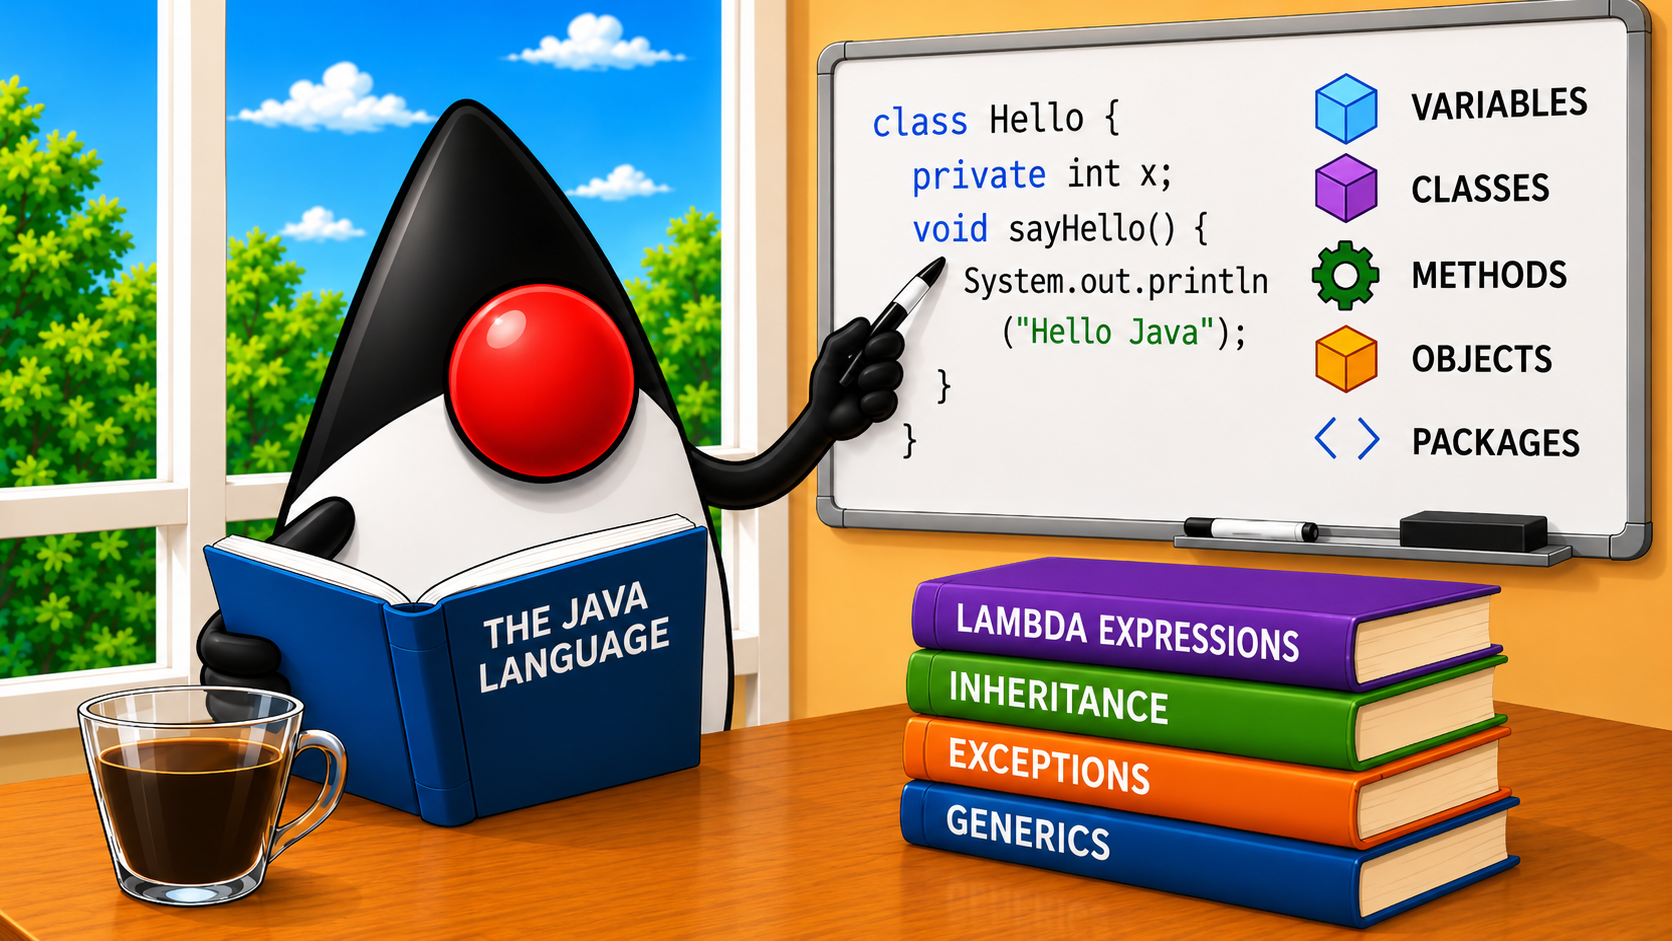 class Hello {
private int x;
void sayHello() {
System.out.println
("Hello Java");
}
}
VARIABLES
CLASSES
METHODS
OBJECTS
PACKAGES
THE JAVA
LANGUAGE
LAMBDA EXPRESSIONS
INHERITANCE
EXCEPTIONS
GENERICS